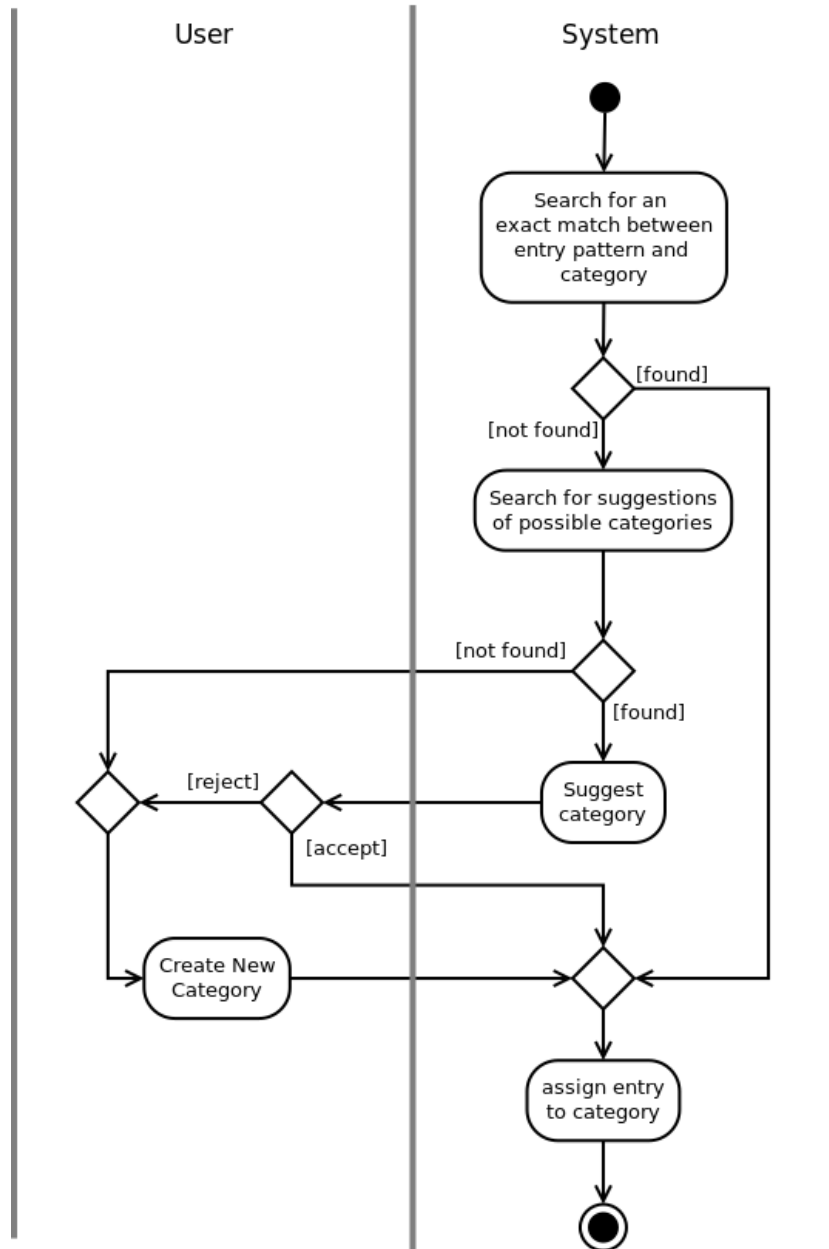 User
System
Search for an
exact match between
entry pattern and
category
[found]
[not found]
Search for suggestions
of possible categories
[not found]
[found]
Suggest
category
[reject]
[accept]
Create New
Category
assign entry
to category